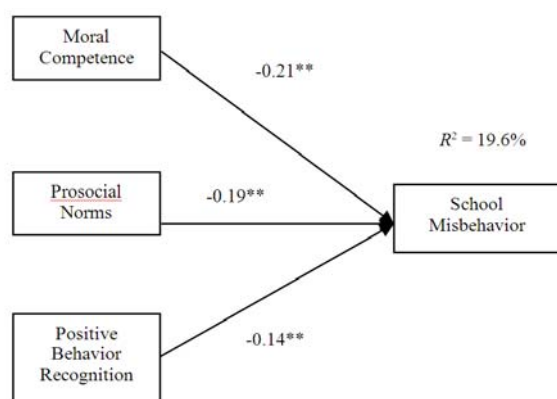 Moral
Competence
-0.21**
R² = 19.6%
Prosocial
Norms
-0.19**
School
Misbehavior
Positive
Behavior
Recognition
-0.14**